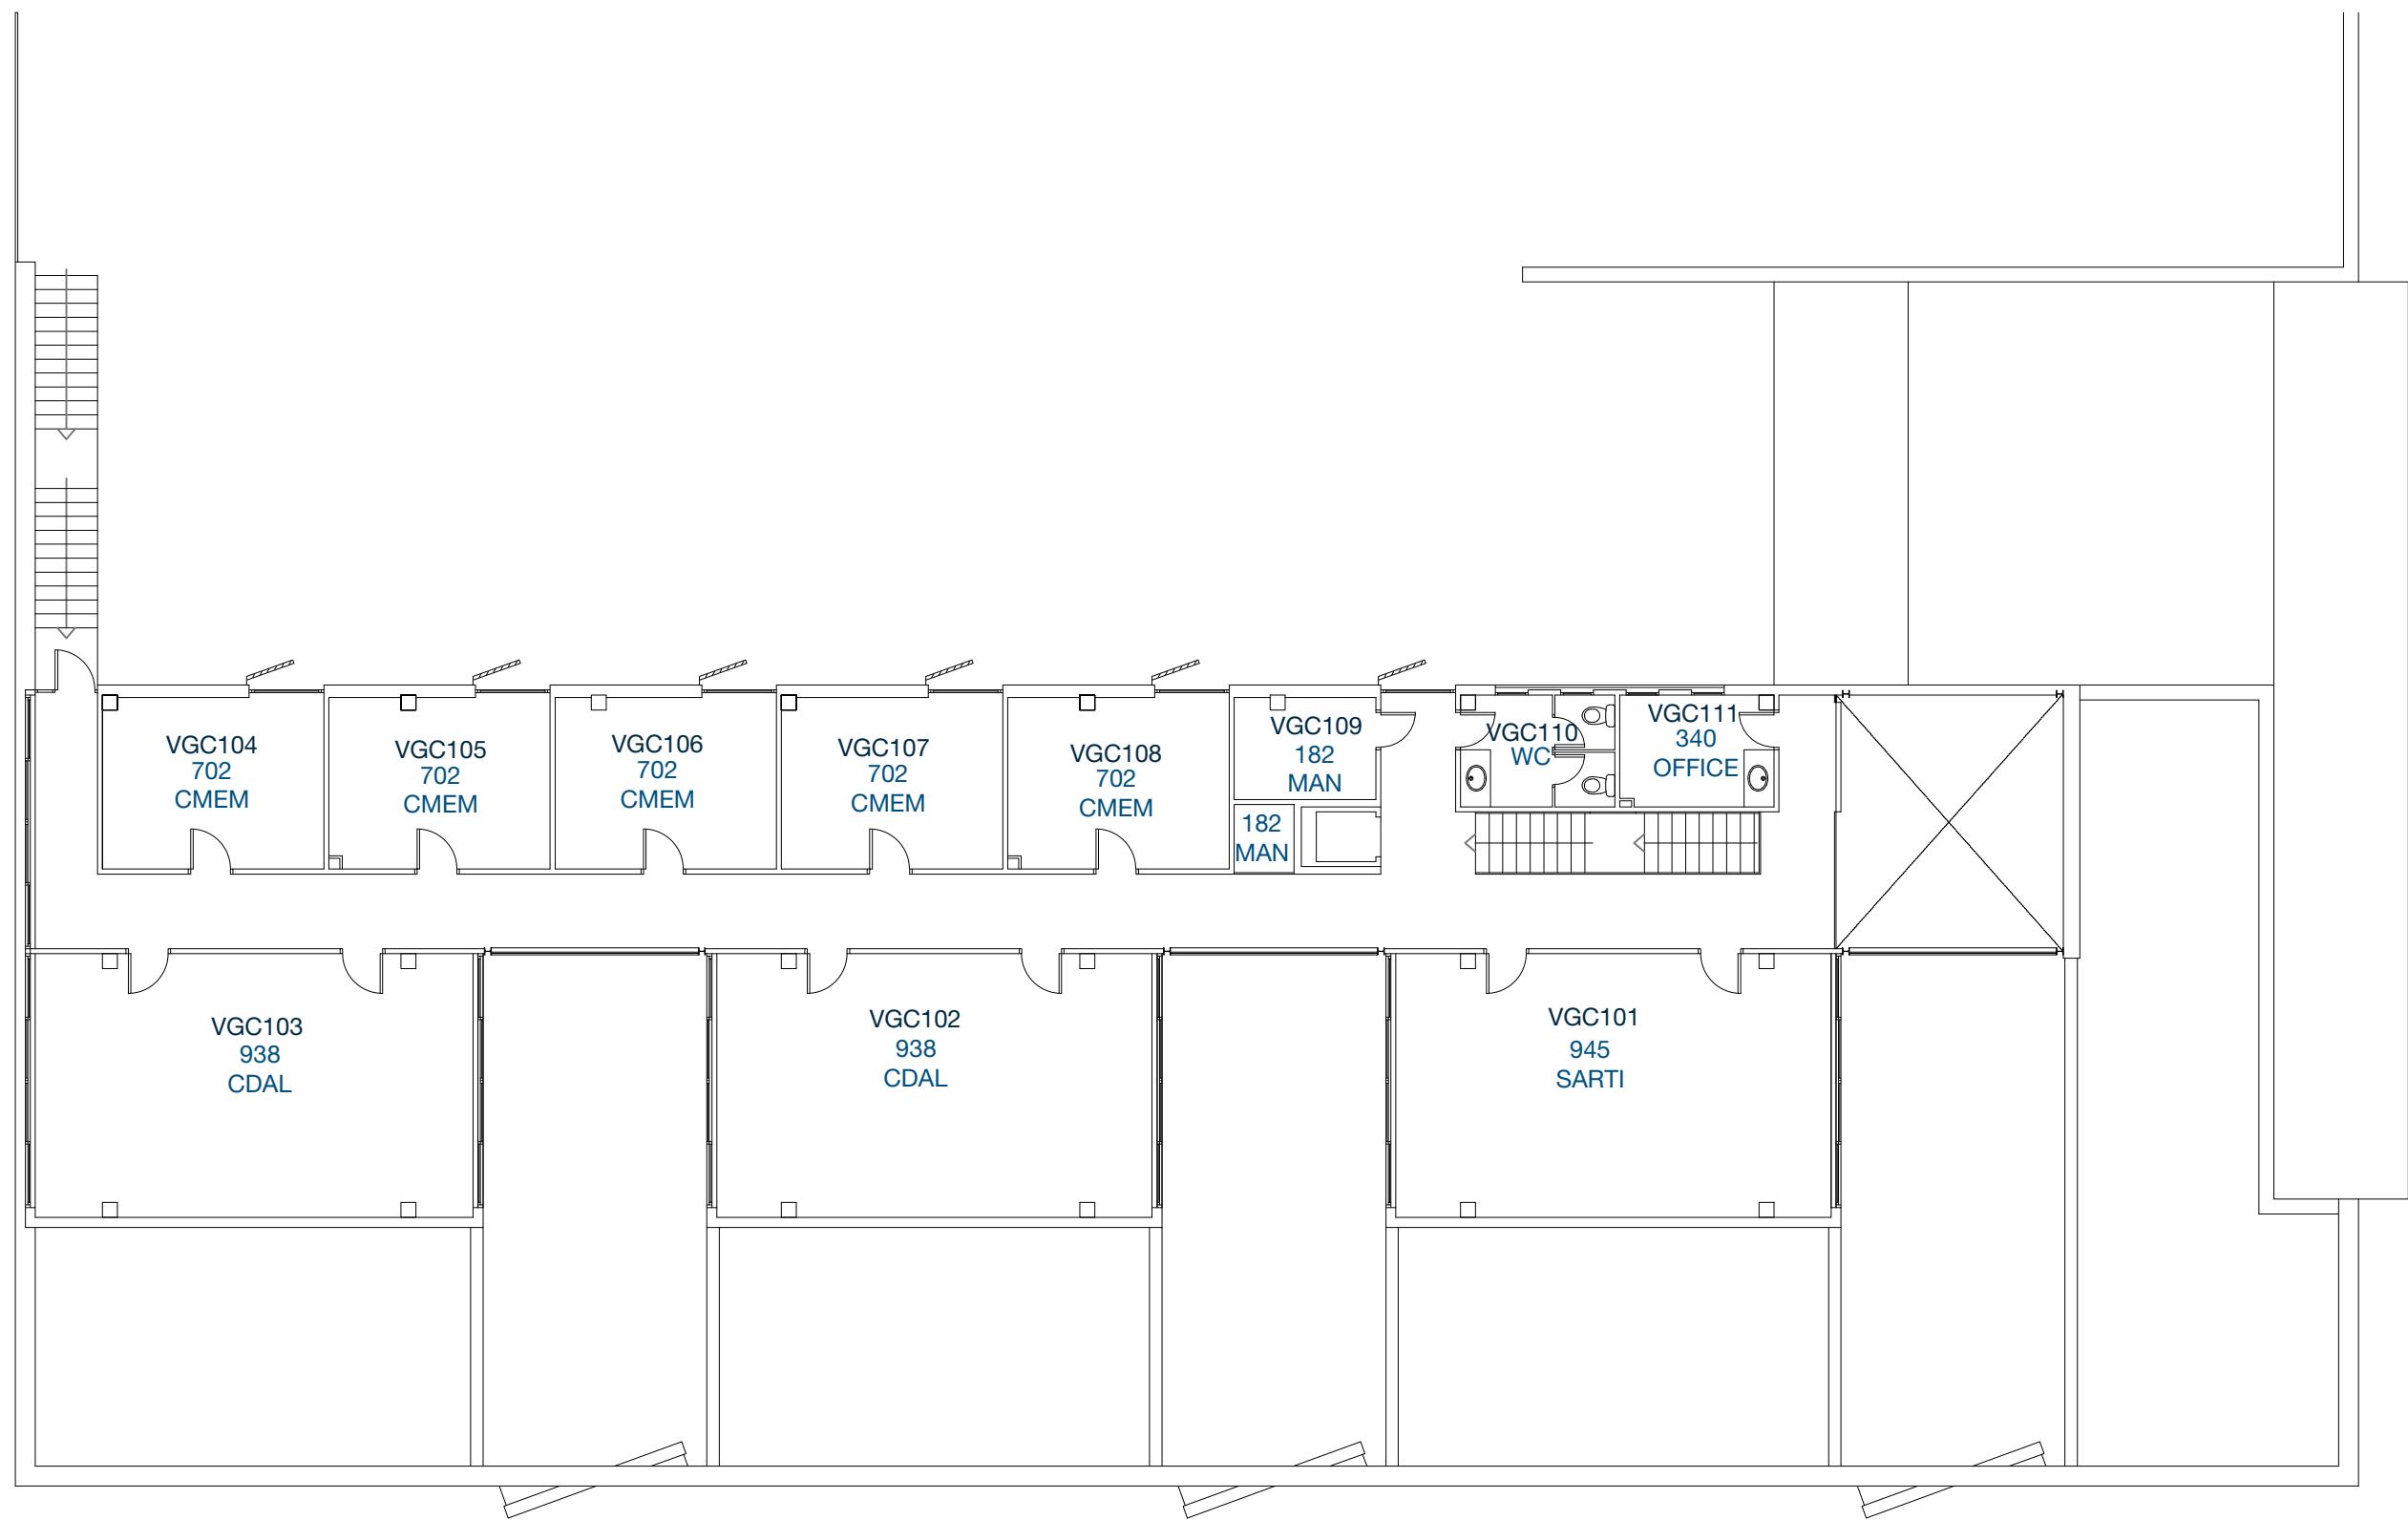 VGC104
702
CMEM
VGC105
702
CMEM
VGC106
702
CMEM
VGC107
702
CMEM
VGC108
702
CMEM
VGC109
182
MAN
182
MAN
VGC110
WC
VGC111
340
OFFICE
VGC103
938
CDAL
VGC102
938
CDAL
VGC101
945
SARTI